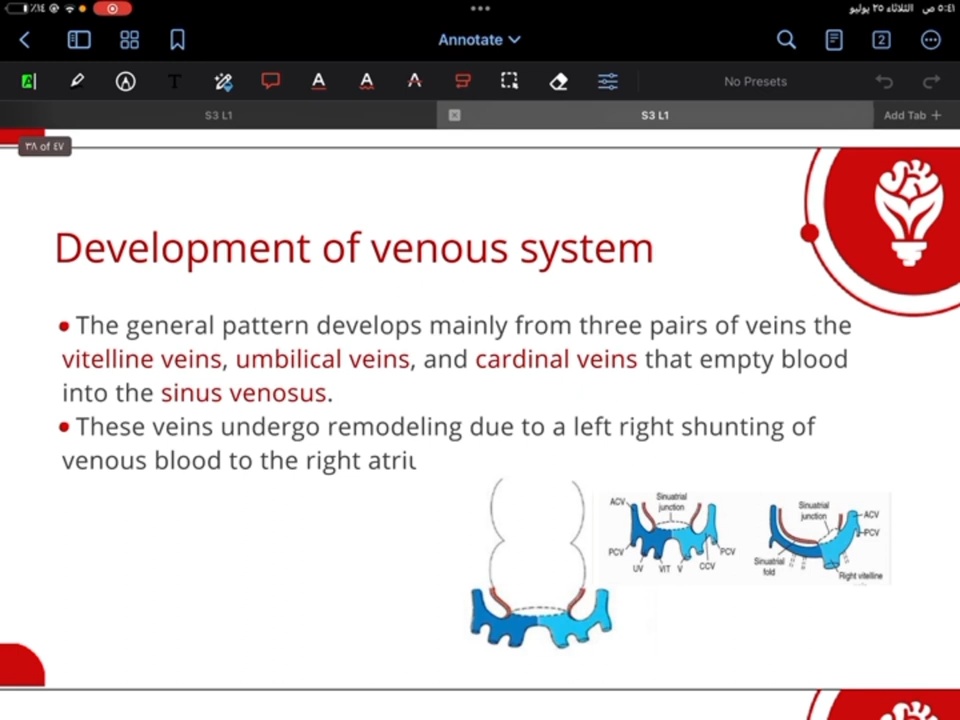 ٪٣٤
٥:٤١ ص الثلاثاء ٢٥ يوليو
Annotate
2
A
A
T
A
A
A
No Presets
S3 L1
S3 L1
Add Tab +
٣٨ of ٤٧
Development of venous system
• The general pattern develops mainly from three pairs of veins the
vitelline veins, umbilical veins, and cardinal veins that empty blood
into the sinus venosus.
• These veins undergo remodeling due to a left right shunting of
venous blood to the right
ACV
Sinuatrial
junction
PCV
PCV
UV
VIT V
CCV
Sinuatrial
junction
ACV
PCV
Sinuatrial
fold
Right vitelline